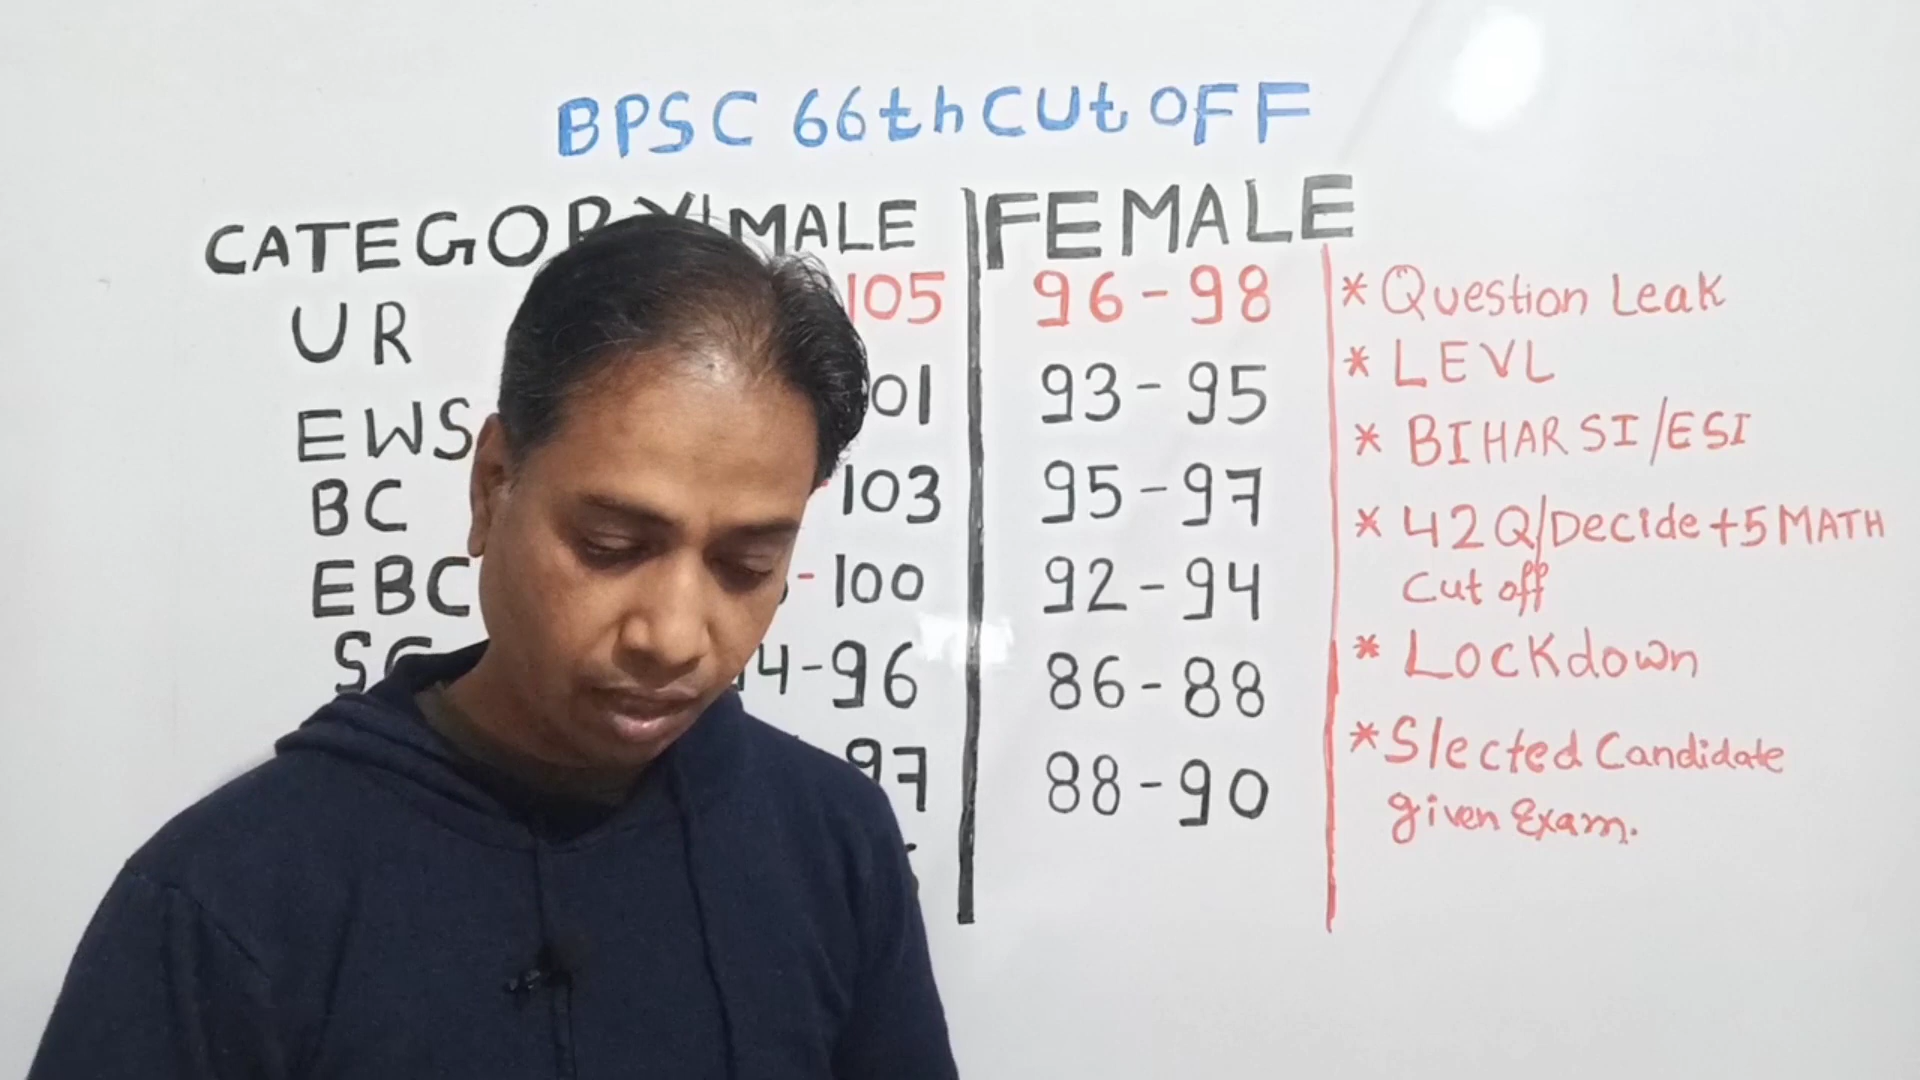 BPSC 66th CUt OFF
CATEGORY MALE FEMALE
UR 105 96-98 * Question Leak
EWS 01 93-95 * LEVL
BC -103 95-97 * BIHAR SI/ESI
EBC -100 92-94 * 42Q/Decide+5 MATH
Cut off
SC 4-96 86-88 * LOCKdown
97 88-90 * Slected Candidate
given Exam.